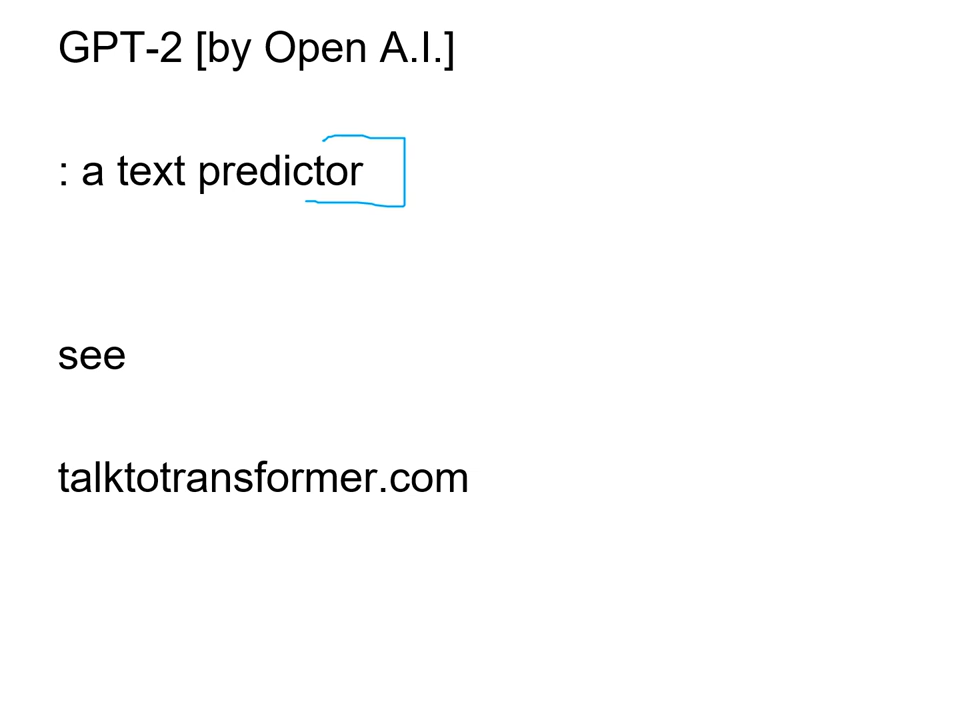 GPT-2 [by Open A.I.]
: a text predictor
see
talktotransformer.com